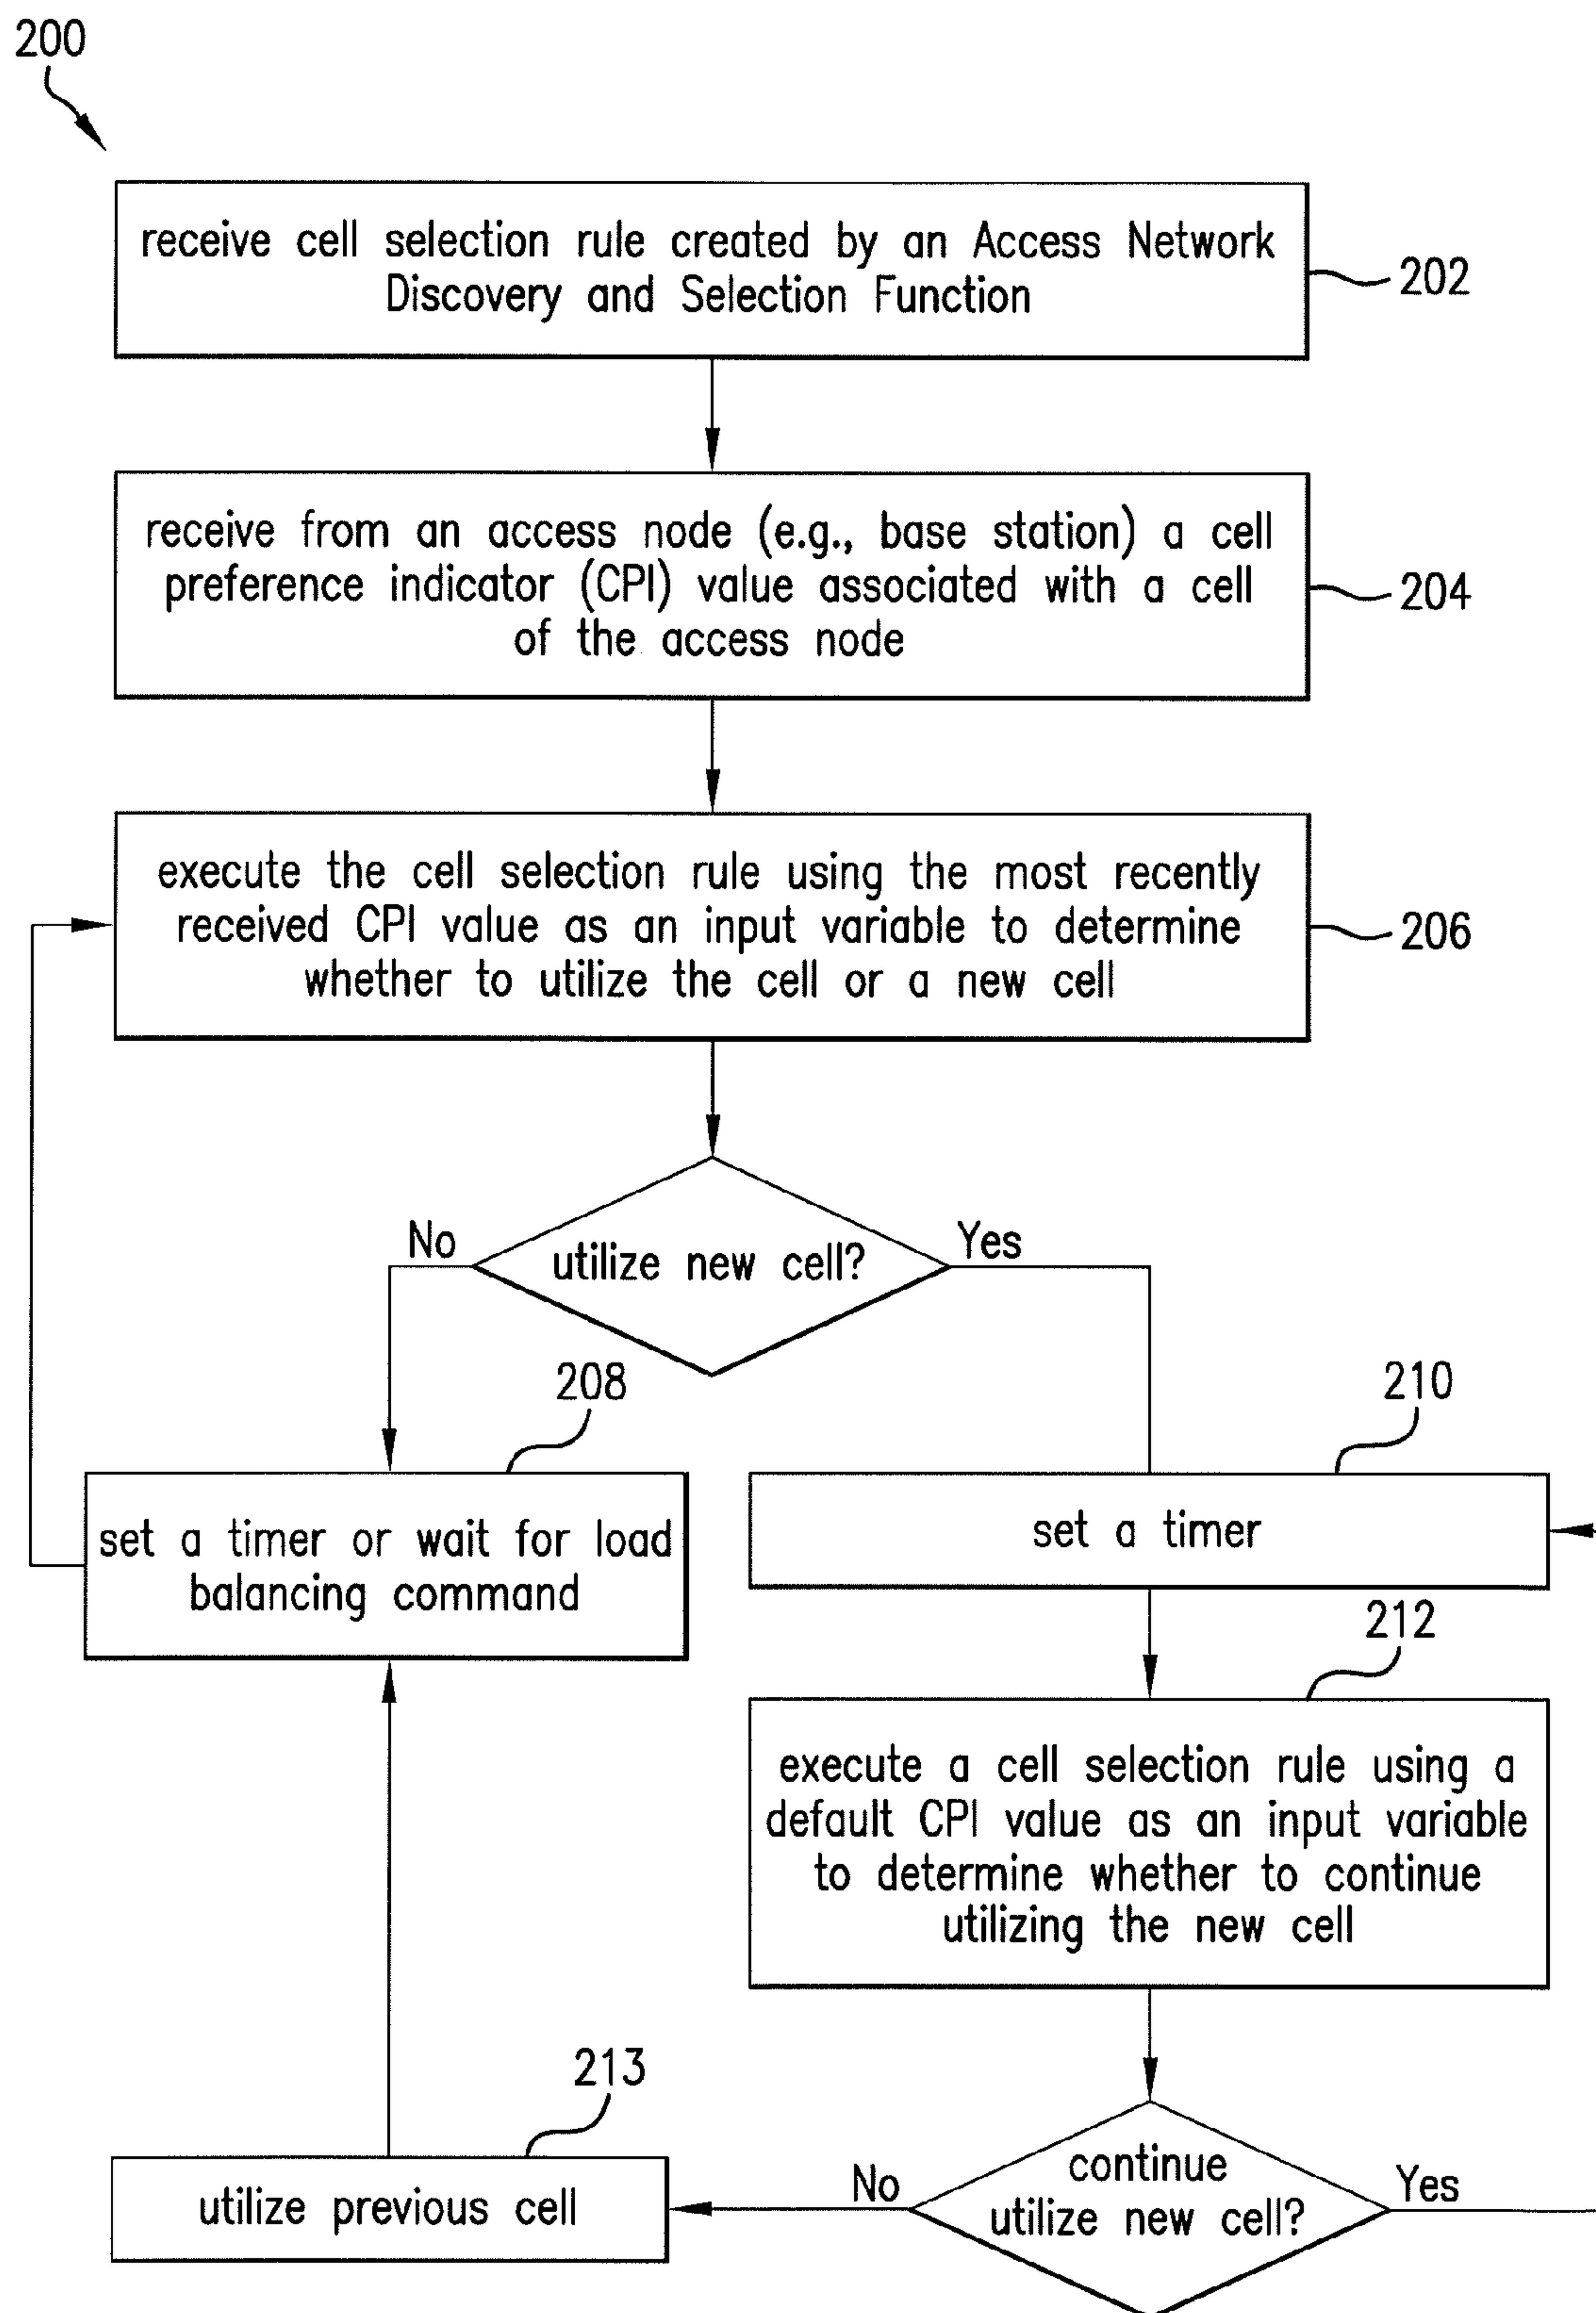 200
receive cell selection rule created by an Access Network
Discovery and Selection Function
202
receive from an access node (e.g., base station) a cell
preference indicator (CPI) value associated with a cell
of the access node
204
execute the cell selection rule using the most recently
received CPI value as an input variable to determine
whether to utilize the cell or a new cell
206
No
utilize new cell?
Yes
208
set a timer or wait for load
balancing command
210
set a timer
212
execute a cell selection rule using a
default CPI value as an input variable
to determine whether to continue
utilizing the new cell
213
utilize previous cell
No
continue
utilize new cell?
Yes